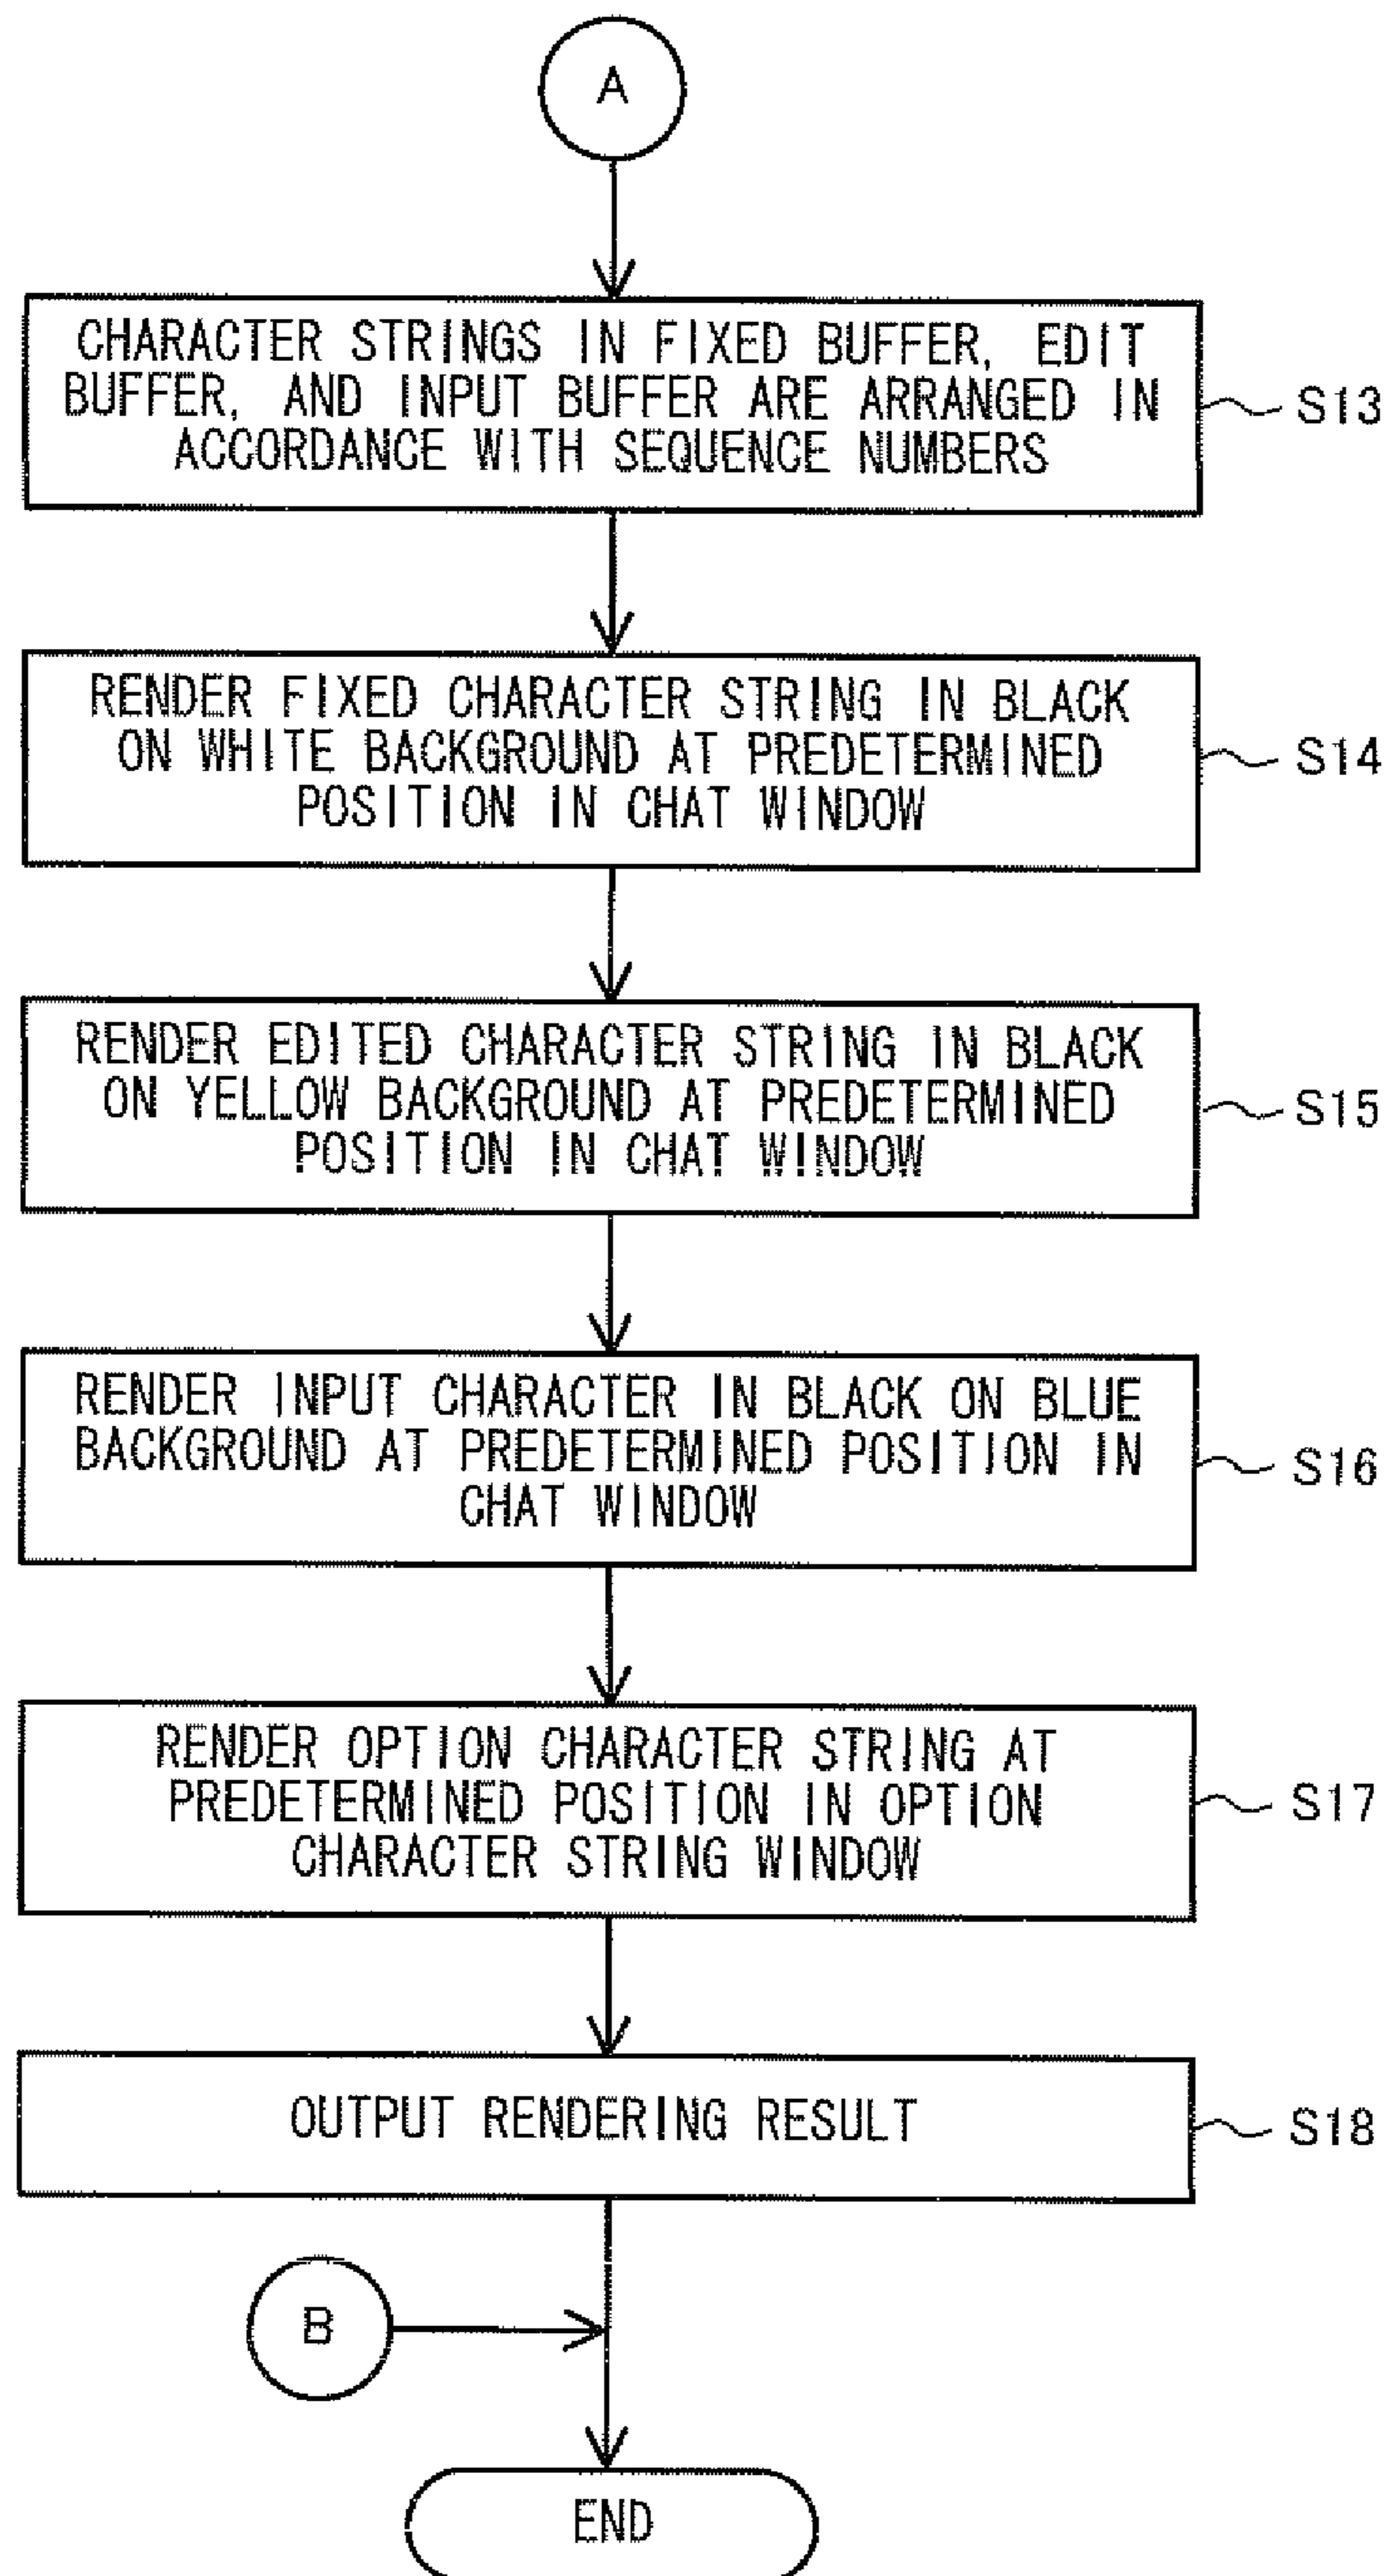 A
CHARACTER STRINGS IN FIXED BUFFER, EDIT
BUFFER, AND INPUT BUFFER ARE ARRANGED IN
ACCORDANCE WITH SEQUENCE NUMBERS
S13
RENDER FIXED CHARACTER STRING IN BLACK
ON WHITE BACKGROUND AT PREDETERMINED
POSITION IN CHAT WINDOW
S14
RENDER EDITED CHARACTER STRING IN BLACK
ON YELLOW BACKGROUND AT PREDETERMINED
POSITION IN CHAT WINDOW
S15
RENDER INPUT CHARACTER IN BLACK ON BLUE
BACKGROUND AT PREDETERMINED POSITION IN
CHAT WINDOW
S16
RENDER OPTION CHARACTER STRING AT
PREDETERMINED POSITION IN OPTION
CHARACTER STRING WINDOW
S17
OUTPUT RENDERING RESULT
S18
B
END